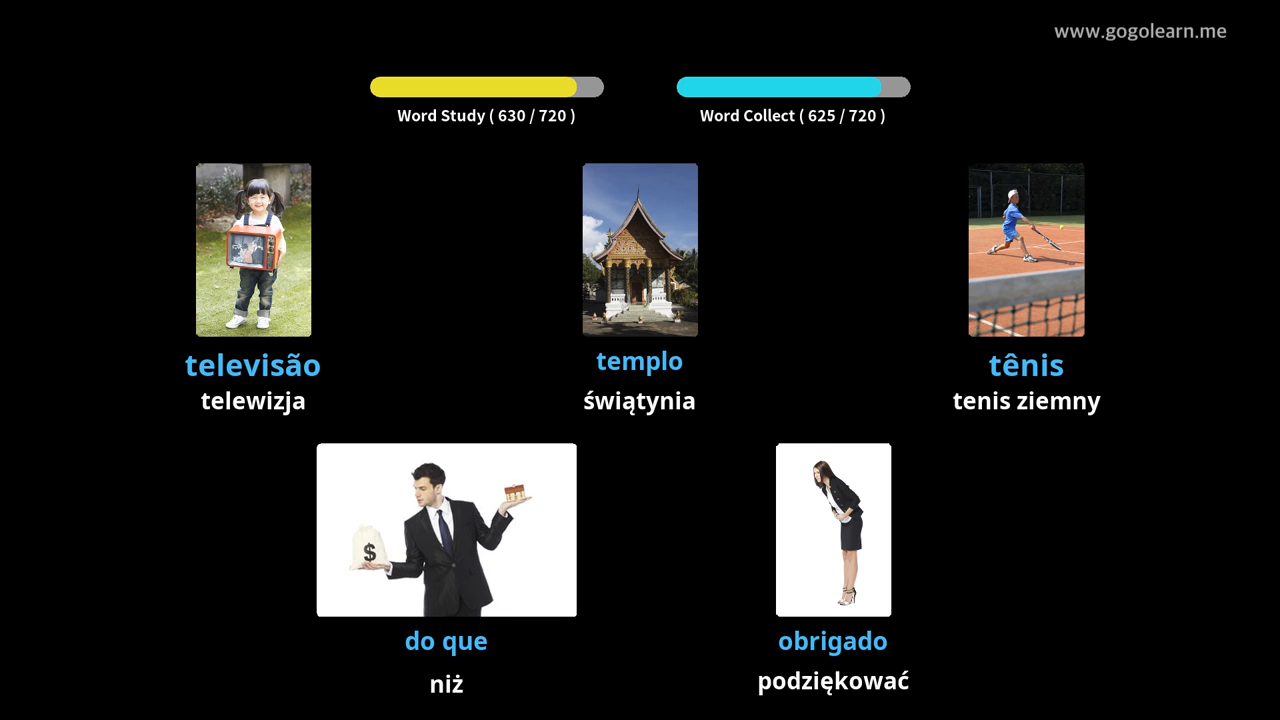 www.gogolearn.me
Word Study ( 630 / 720 )
Word Collect ( 625 / 720 )
televisão
telewizja
templo
świątynia
tênis
tenis ziemny
$
do que
niż
obrigado
podziękować